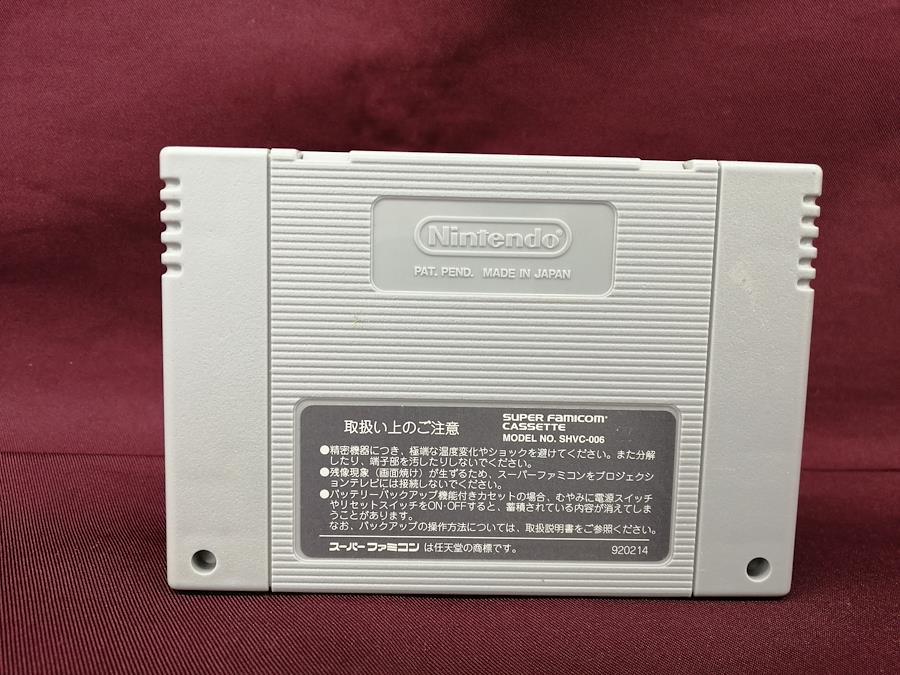 Nintendo®
PAT. PEND. MADE IN JAPAN
取扱い上のご注意
SUPER FAMICOM®
CASSETTE
MODEL NO. SHVC-006
●精密機器につき、極端な温度変化やショックを避けてください。また分解
したり、端子部を汚したりしないでください。
●残像現象（画面焼け）が生ずるため、スーパーファミコンをプロジェクシ
ョンテレビには接続しないでください。
●バッテリーバックアップ機能付きカセットの場合、むやみに電源スイッチ
やリセットスイッチをON・OFFすると、蓄積されている内容が消えてしま
うことがあります。
なお、バックアップの操作方法については、取扱説明書をご参照ください。
スーパーファミコン は任天堂の商標です。
920214